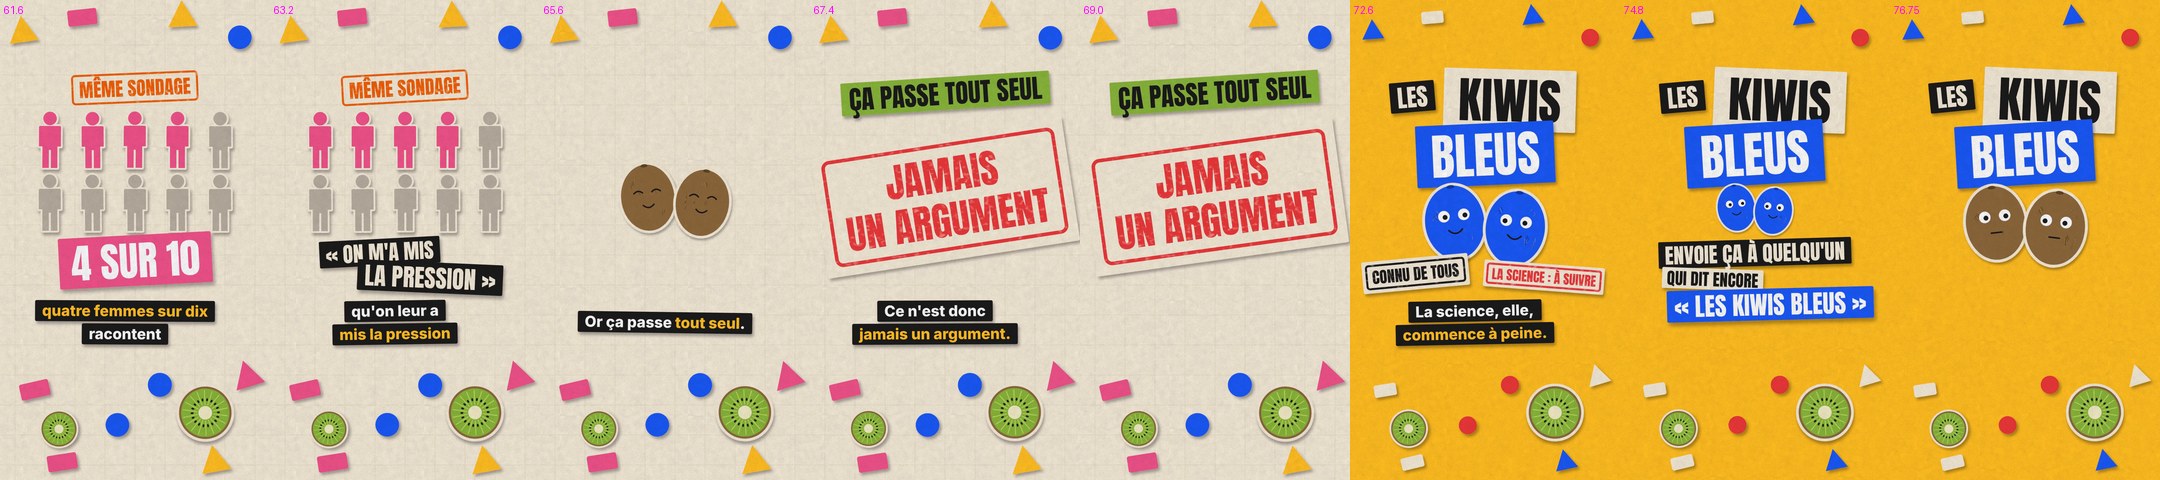 61.6
MÊME SONDAGE
4 SUR 10
quatre femmes sur dix
racontent
63.2
MÊME SONDAGE
« ON M'A MIS
LA PRESSION »
qu'on leur a
mis la pression
65.6
Or ça passe tout seul.
67.4
ÇA PASSE TOUT SEUL
JAMAIS
UN ARGUMENT
Ce n'est donc
jamais un argument.
69.0
ÇA PASSE TOUT SEUL
JAMAIS
UN ARGUMENT
72.6
LES
KIWIS
BLEUS
CONNU DE TOUS
LA SCIENCE : À SUIVRE
La science, elle,
commence à peine.
74.8
LES
KIWIS
BLEUS
ENVOIE ÇA À QUELQU'UN
QUI DIT ENCORE
« LES KIWIS BLEUS »
76.75
LES
KIWIS
BLEUS